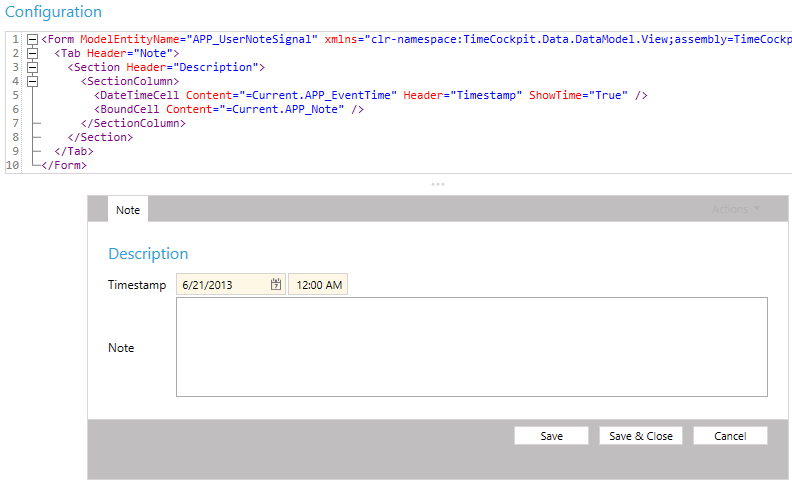 Configuration
1 <Form ModelEntityName="APP_UserNoteSignal" xmlns="clr-namespace:TimeCockpit.Data.DataModel.View;assembly=TimeCockp
2 <Tab Header="Note">
3 <Section Header="Description">
4 <SectionColumn>
5 <DateTimeCell Content="=Current.APP_EventTime" Header="Timestamp" ShowTime="True" />
6 <BoundCell Content="=Current.APP_Note" />
7 </SectionColumn>
8 </Section>
9 </Tab>
10 </Form>
Note Actions
Description
Timestamp 6/21/2013 12:00 AM
Note
Save Save & Close Cancel